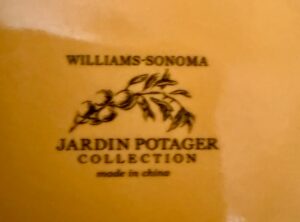 WILLIAMS-SONOMA
JARDIN POTAGER
COLLECTION
made in china